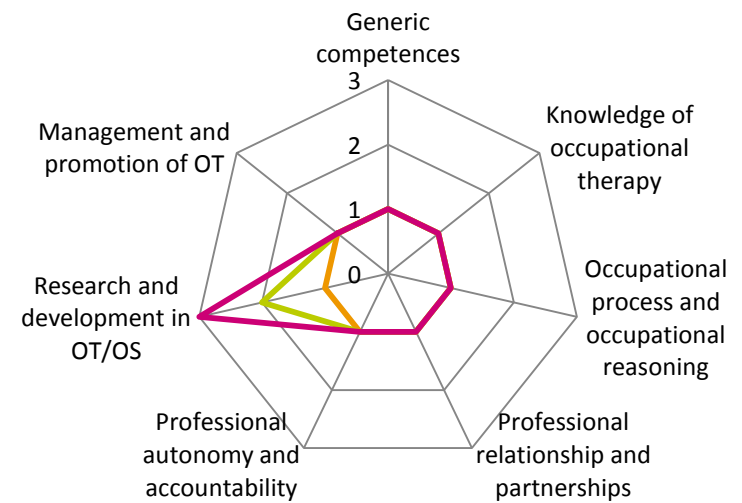 Generic
competences
3
Knowledge of
occupational
therapy
Management and
promotion of OT
2
1
0
Occupational
process and
occupational
reasoning
Research and
development in
OT/OS
Professional
autonomy and
accountability
Professional
relationship and
partnerships